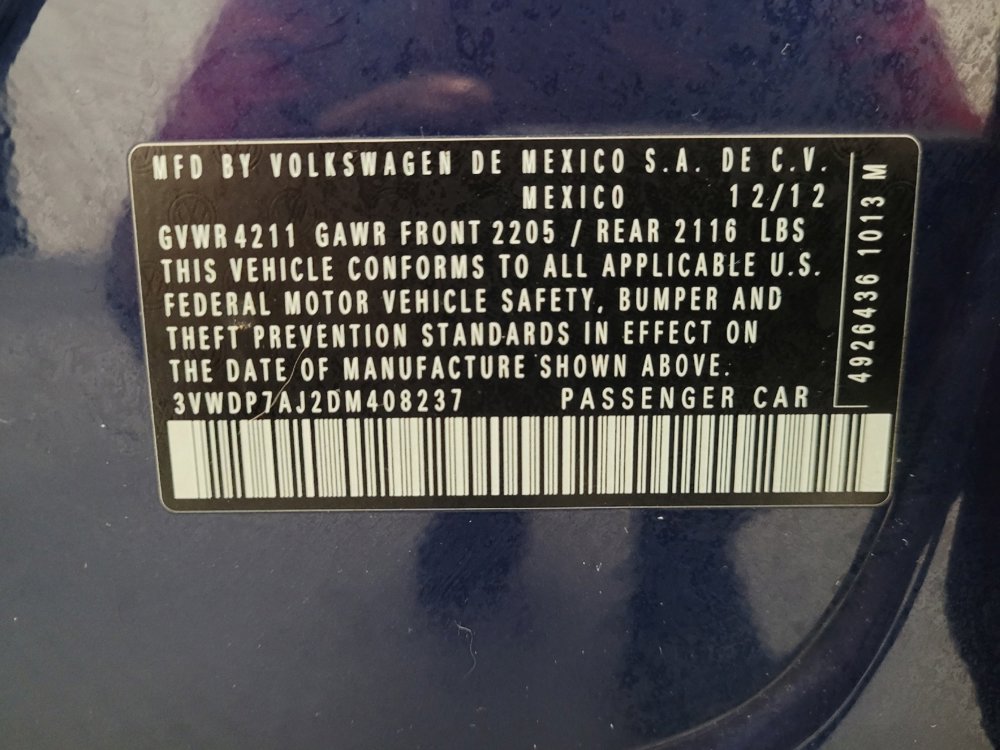 MFD BY VOLKSWAGEN DE MEXICO S.A. DE C.V.
MEXICO 12/12
GVWR 4211 GAWR FRONT 2205 / REAR 2116 LBS
THIS VEHICLE CONFORMS TO ALL APPLICABLE U.S.
FEDERAL MOTOR VEHICLE SAFETY, BUMPER AND
THEFT PREVENTION STANDARDS IN EFFECT ON
THE DATE OF MANUFACTURE SHOWN ABOVE.
3VWDP7AJ2DM408237 PASSENGER CAR
4926436 1013 M